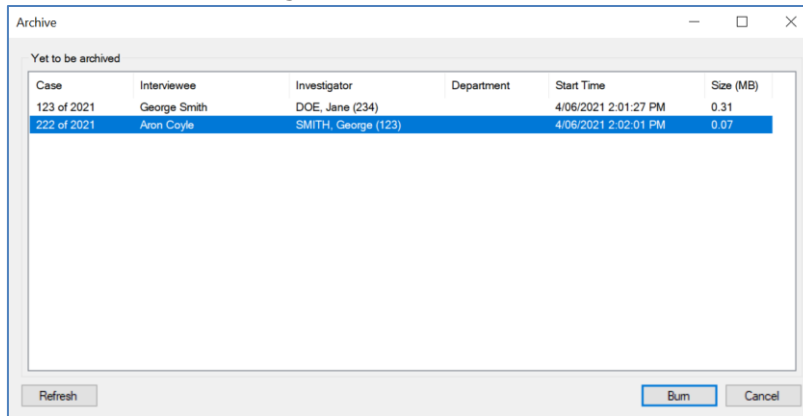 Archive
Yet to be archived
Case Interviewee Investigator Department Start Time Size (MB)
123 of 2021 George Smith DOE, Jane (234) 4/06/2021 2:01:27 PM 0.31
222 of 2021 Aron Coyle SMITH, George (123) 4/06/2021 2:02:01 PM 0.07
Refresh Burn Cancel